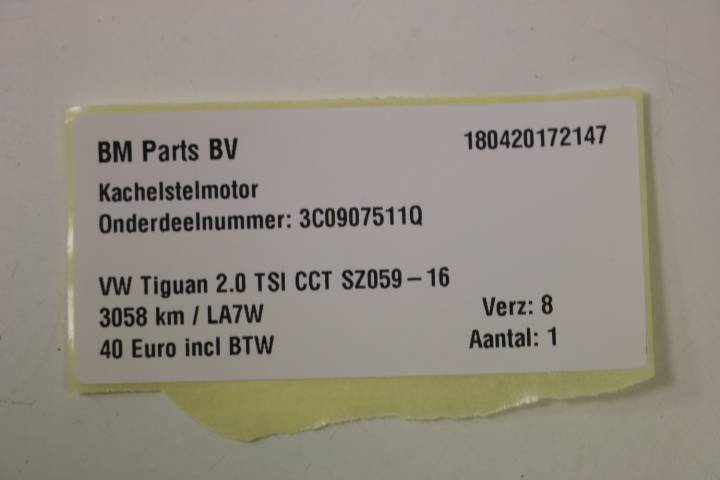 BM Parts BV 180420172147
Kachelstelmotor
Onderdeelnummer: 3C0907511Q
VW Tiguan 2.0 TSI CCT SZ059-16
3058 km / LA7W Verz: 8
40 Euro incl BTW Aantal: 1